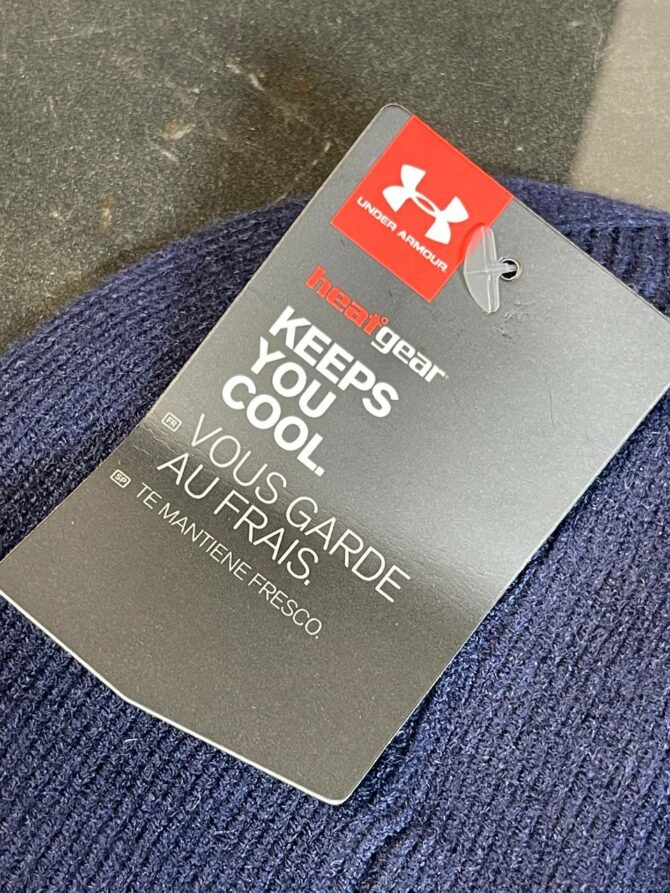 UNDER ARMOUR
heatgear
KEEPS
YOU
COOL.
FR
VOUS GARDE
AU FRAIS.
SP
TE MANTIENE FRESCO.